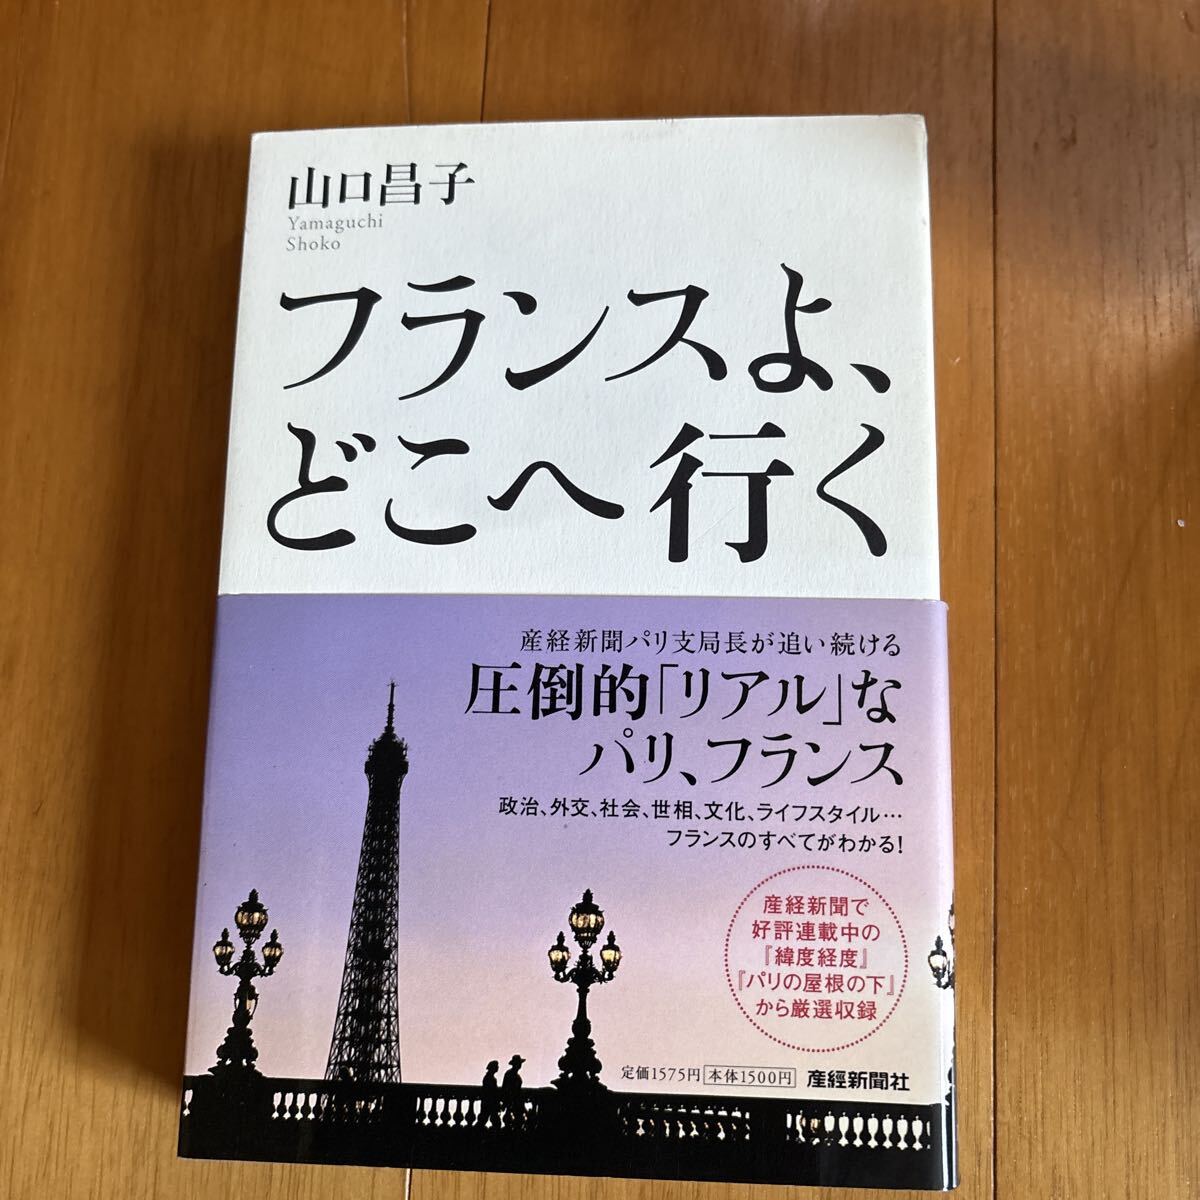 山口昌子
Yamaguchi
Shoko
フランスよ、
どこへ行く
産経新聞パリ支局長が追い続ける
圧倒的「リアル」な
パリ、フランス
政治、外交、社会、世相、文化、ライフスタイル…
フランスのすべてがわかる!
産経新聞で
好評連載中の
『緯度経度』
『パリの屋根の下』
から厳選収録
定価1575円 本体1500円 産經新聞社